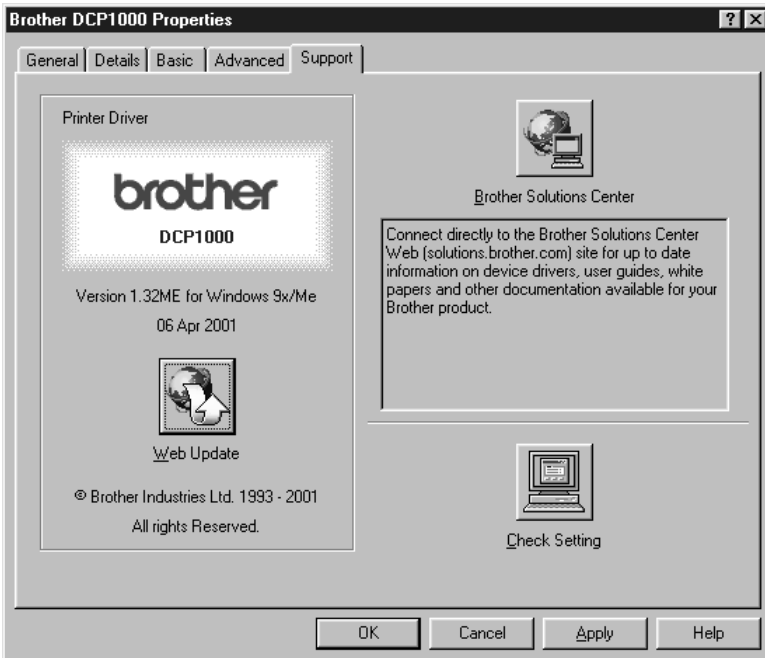 Brother DCP1000 Properties
General Details Basic Advanced Support
Printer Driver
brother
DCP1000
Version 1.32ME for Windows 9x/Me
06 Apr 2001
Web Update
© Brother Industries Ltd. 1993 - 2001
All rights Reserved.
Brother Solutions Center
Connect directly to the Brother Solutions Center
Web (solutions.brother.com) site for up to date
information on device drivers, user guides, white
papers and other documentation available for your
Brother product.
Check Setting
OK Cancel Apply Help